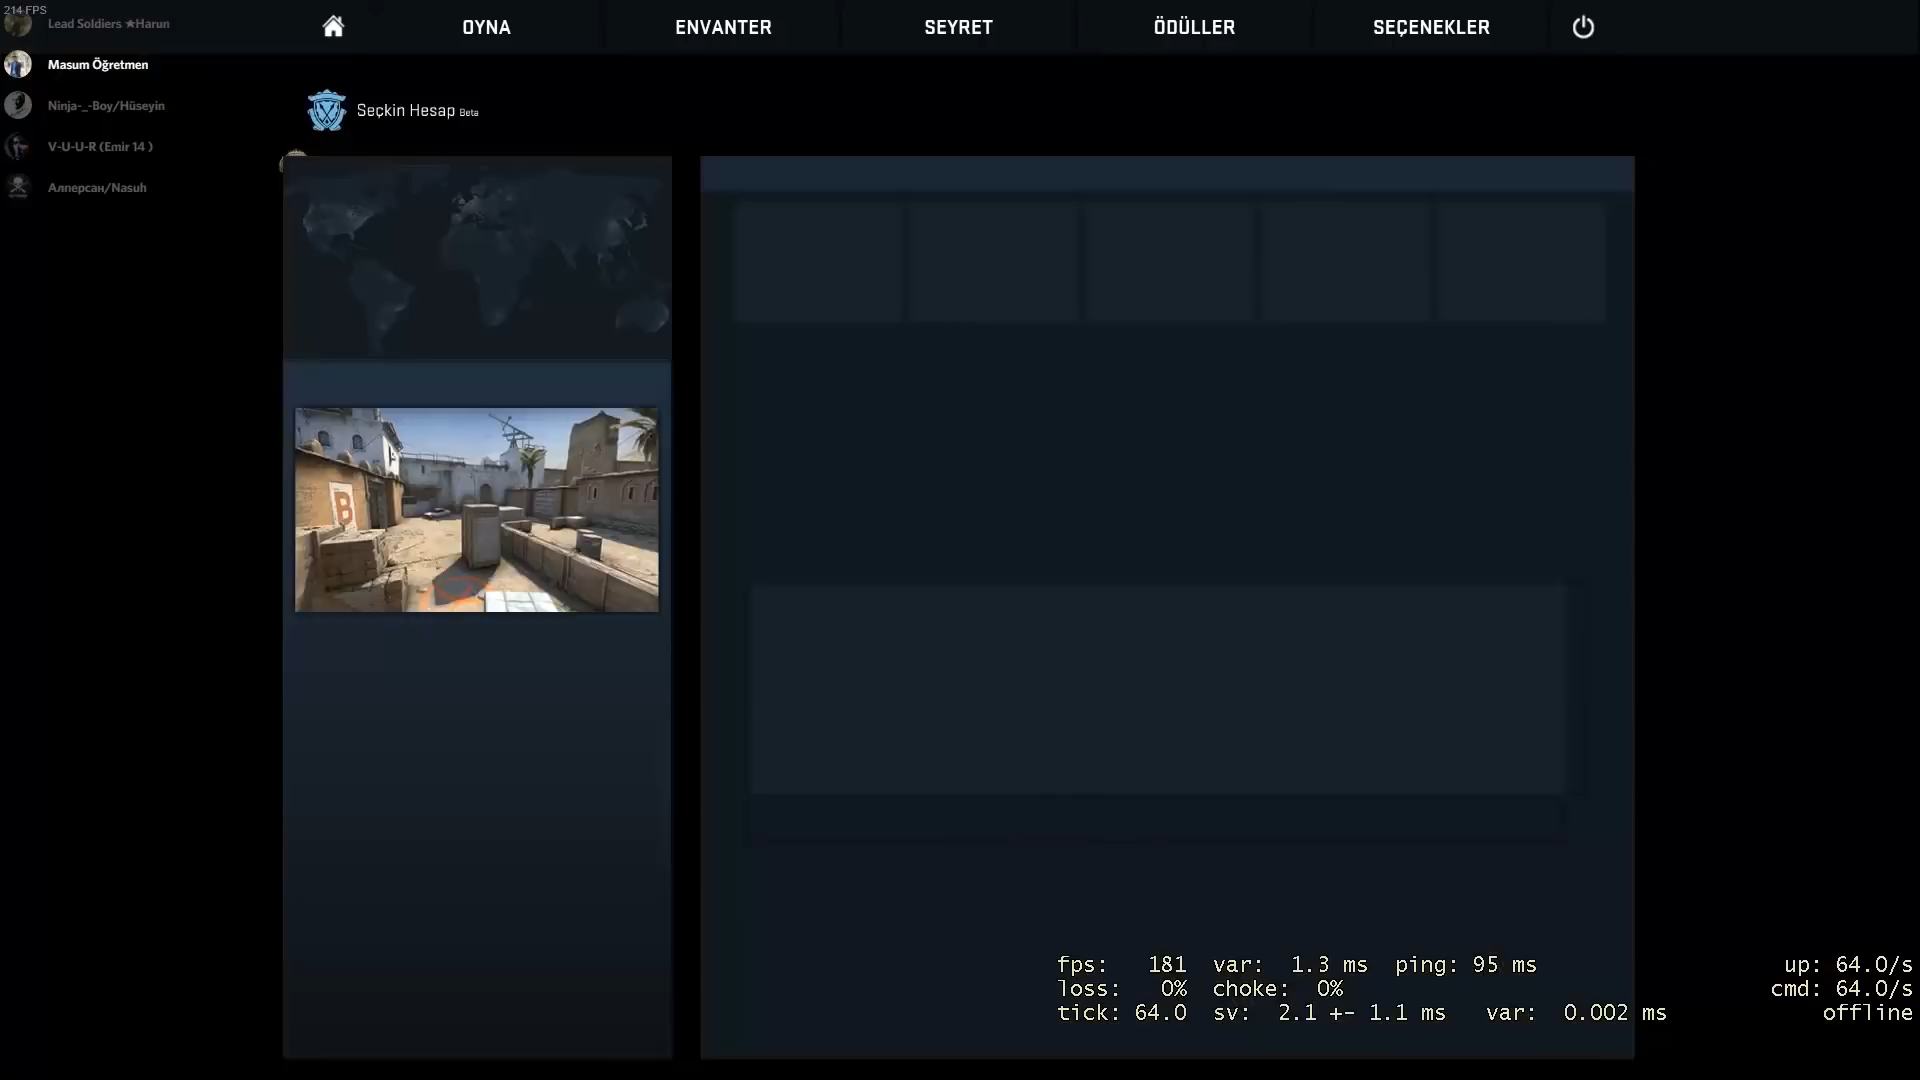 214 FPS
Lead Soldiers ★Harun
Masum Öğretmen
Ninja-_-Boy/Hüseyin
V-U-U-R (Emir 14 )
Алперсан/Nasuh
OYNA
ENVANTER
SEYRET
ÖDÜLLER
SEÇENEKLER
Seçkin Hesap Beta
B
fps: 181 var: 1.3 ms ping: 95 ms up: 64.0/s
loss: 0% choke: 0% cmd: 64.0/s
tick: 64.0 sv: 2.1 +- 1.1 ms var: 0.002 ms offline